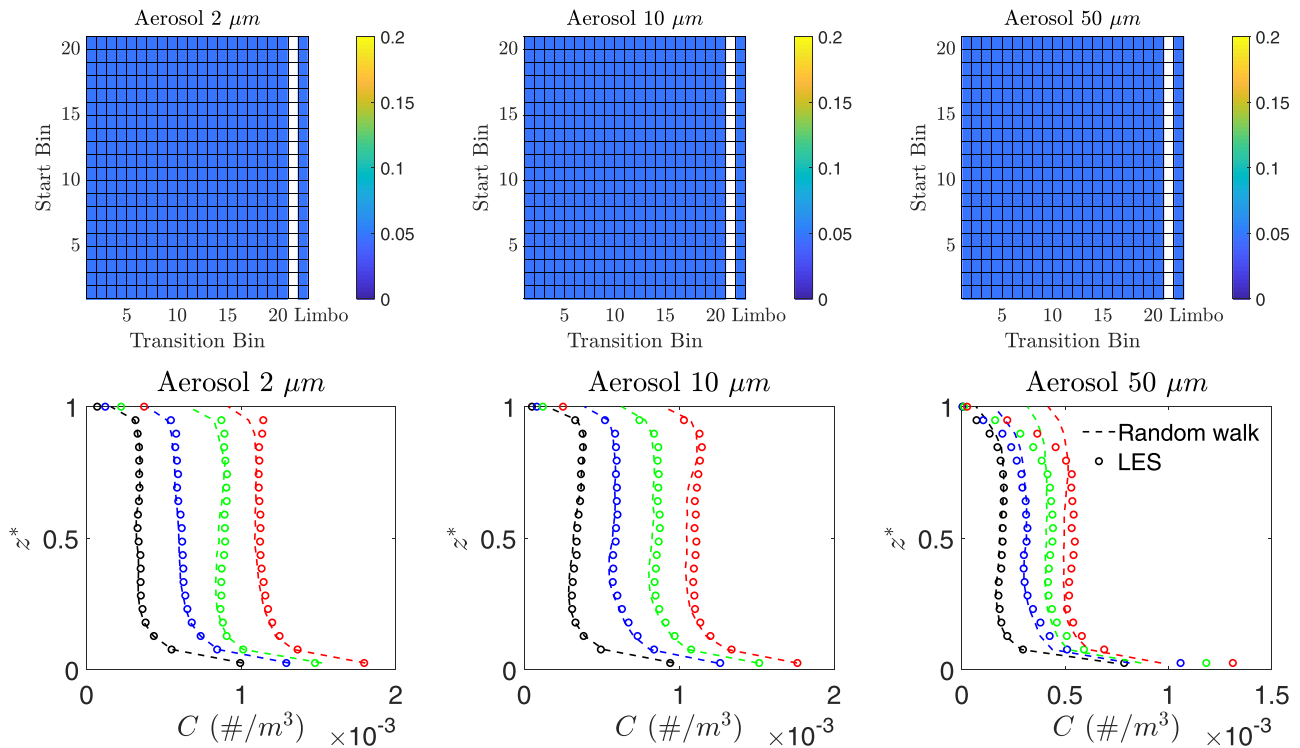 Aerosol 2 μm
Start Bin
20
15
10
5
5 10 15 20 Limbo
Transition Bin
0.2
0.15
0.1
0.05
0
Aerosol 10 μm
Start Bin
20
15
10
5
5 10 15 20 Limbo
Transition Bin
0.2
0.15
0.1
0.05
0
Aerosol 50 μm
Start Bin
20
15
10
5
5 10 15 20 Limbo
Transition Bin
0.2
0.15
0.1
0.05
0
Aerosol 2 μm
z*
1
0.5
0
0 1 2
C (#/m³) ×10⁻³
Aerosol 10 μm
z*
1
0.5
0
0 1 2
C (#/m³) ×10⁻³
Aerosol 50 μm
Random walk
LES
z*
1
0.5
0
0 0.5 1 1.5
C (#/m³) ×10⁻³